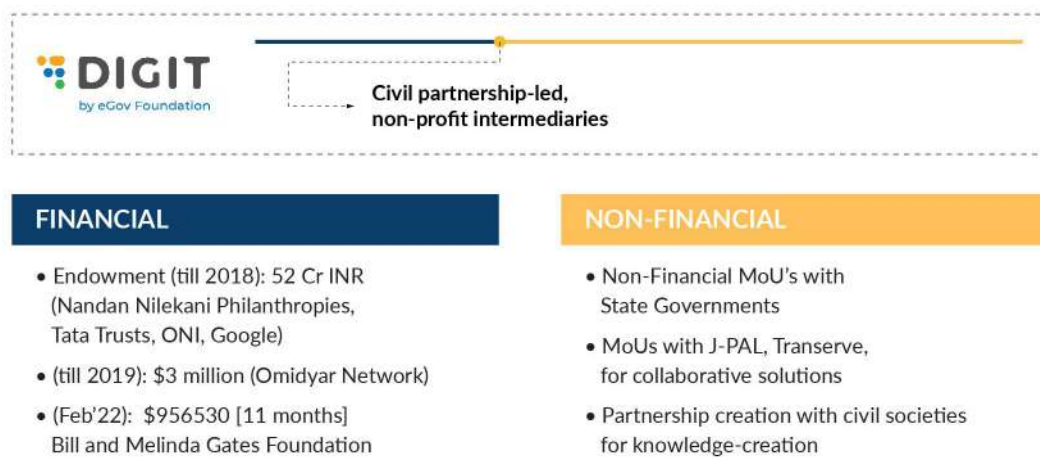 DIGIT
by eGov Foundation
Civil partnership-led,
non-profit intermediaries
FINANCIAL
• Endowment (till 2018): 52 Cr INR
(Nandan Nilekani Philanthropies,
Tata Trusts, ONI, Google)
• (till 2019): $3 million (Omidyar Network)
• (Feb'22): $956530 [11 months]
Bill and Melinda Gates Foundation
NON-FINANCIAL
• Non-Financial MoU's with
State Governments
• MoUs with J-PAL, Transerve,
for collaborative solutions
• Partnership creation with civil societies
for knowledge-creation